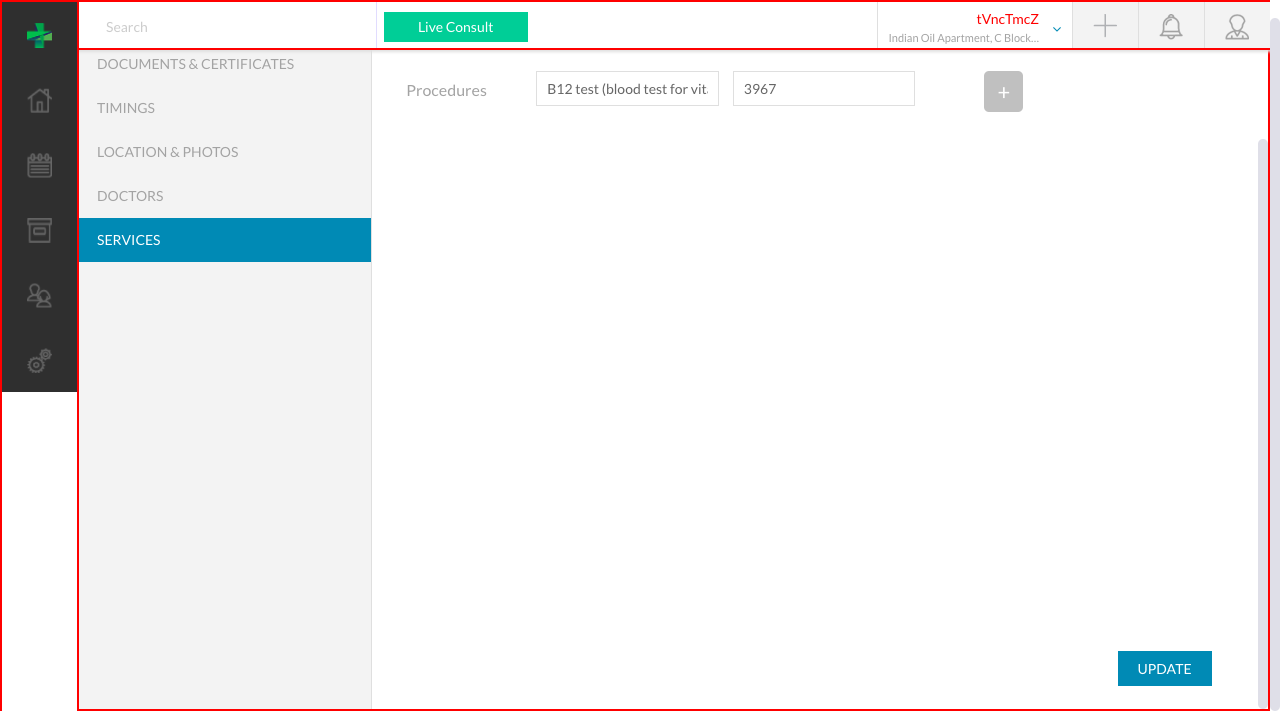 Search
Live Consult
tVncTmcZ
Indian Oil Apartment, C Block...
DOCUMENTS & CERTIFICATES
TIMINGS
LOCATION & PHOTOS
DOCTORS
SERVICES
Procedures
B12 test (blood test for vit
3967
+
UPDATE